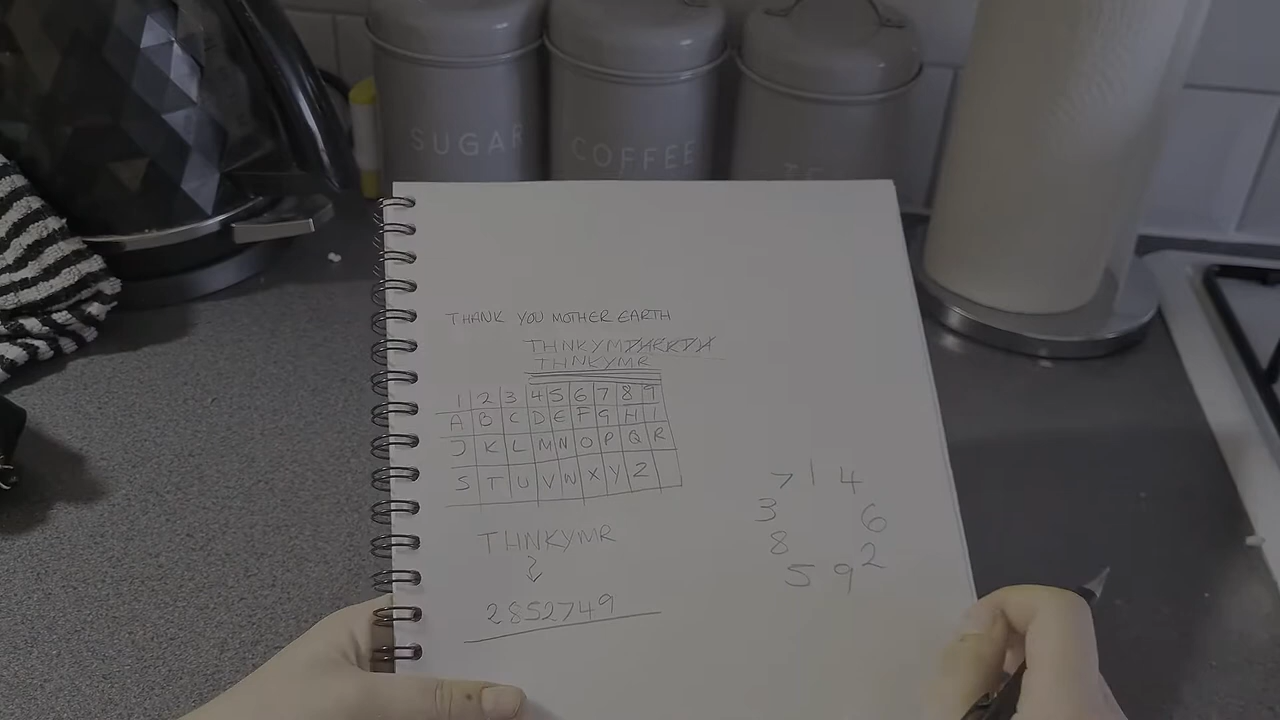 SUGAR
COFFEE
THANK YOU MOTHER EARTH
THNKYMTHRRTH
THNKYMR
1 2 3 4 5 6 7 8 9
A B C D E F G H I
J K L M N O P Q R
S T U V W X Y Z
THNKYMR
2852749
7 1 4
3 6
8 2
5 9